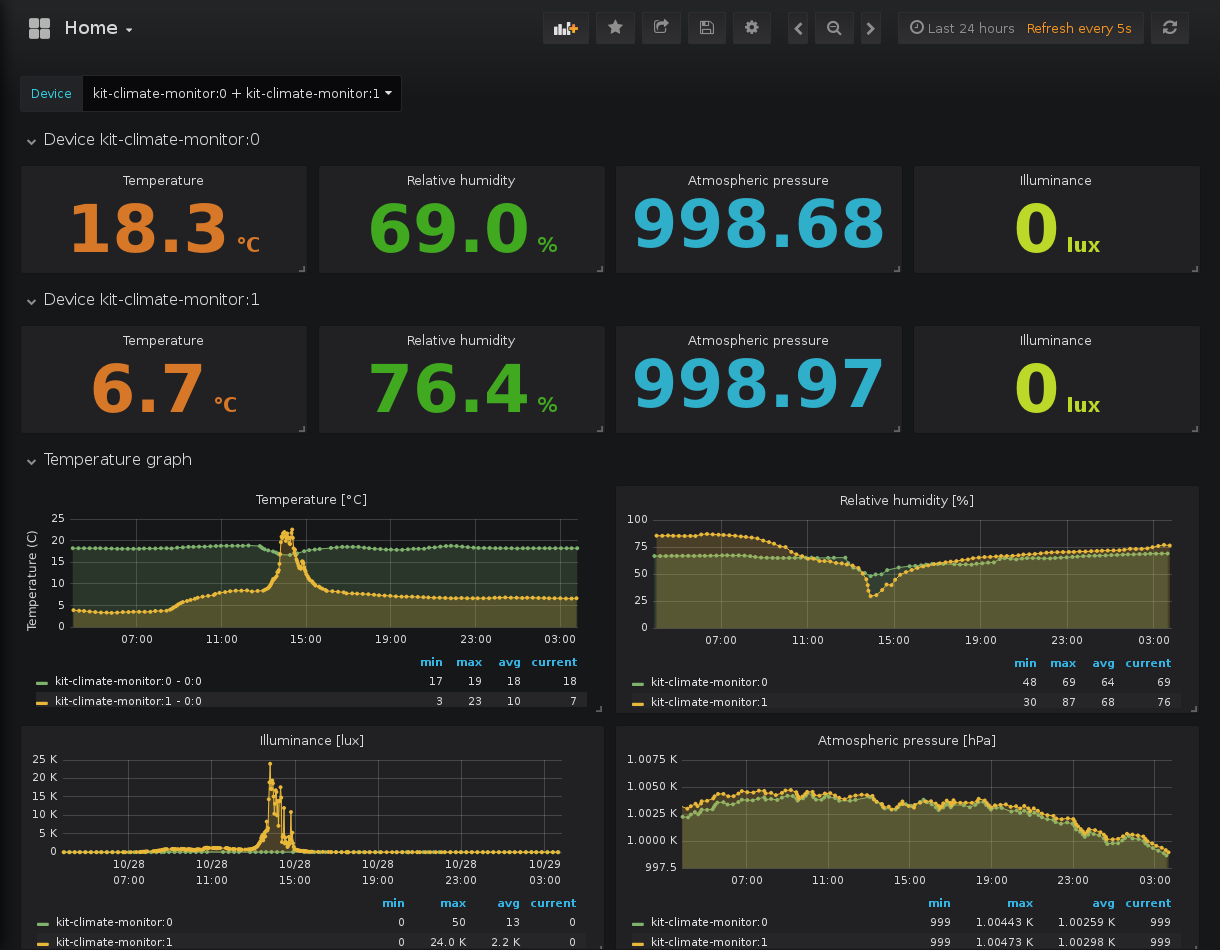 Home
Last 24 hours Refresh every 5s
Device kit-climate-monitor:0 + kit-climate-monitor:1
Device kit-climate-monitor:0
Temperature
18.3 °C
Relative humidity
69.0 %
Atmospheric pressure
998.68
Illuminance
0 lux
Device kit-climate-monitor:1
Temperature
6.7 °C
Relative humidity
76.4 %
Atmospheric pressure
998.97
Illuminance
0 lux
Temperature graph
Temperature [°C]
Temperature (C)
25
20
15
10
5
0
07:00 11:00 15:00 19:00 23:00 03:00
min max avg current
kit-climate-monitor:0 - 0:0 17 19 18 18
kit-climate-monitor:1 - 0:0 3 23 10 7
Relative humidity [%]
100
75
50
25
0
07:00 11:00 15:00 19:00 23:00 03:00
min max avg current
kit-climate-monitor:0 48 69 64 69
kit-climate-monitor:1 30 87 68 76
Illuminance [lux]
25 K
20 K
15 K
10 K
5 K
0
10/28 10/28 10/28 10/28 10/28 10/29
07:00 11:00 15:00 19:00 23:00 03:00
min max avg current
kit-climate-monitor:0 0 50 13 0
kit-climate-monitor:1 0 24.0 K 2.2 K 0
Atmospheric pressure [hPa]
1.0075 K
1.0050 K
1.0025 K
1.0000 K
997.5
07:00 11:00 15:00 19:00 23:00 03:00
min max avg current
kit-climate-monitor:0 999 1.00443 K 1.00259 K 999
kit-climate-monitor:1 999 1.00473 K 1.00298 K 999